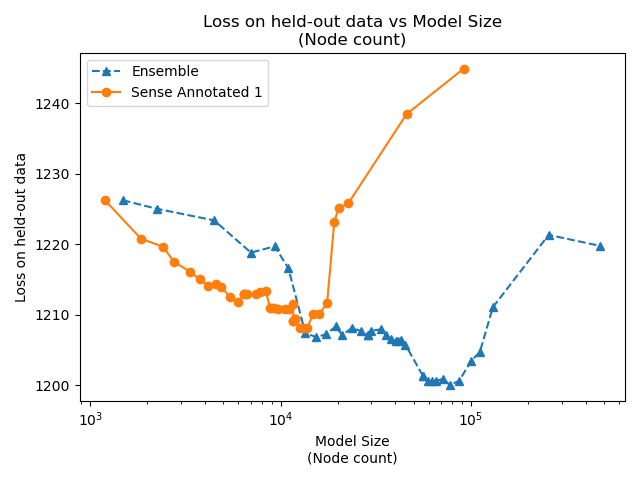 Loss on held-out data vs Model Size
(Node count)
Ensemble
Sense Annotated 1
Loss on held-out data
1240
1230
1220
1210
1200
10³
10⁴
10⁵
Model Size
(Node count)